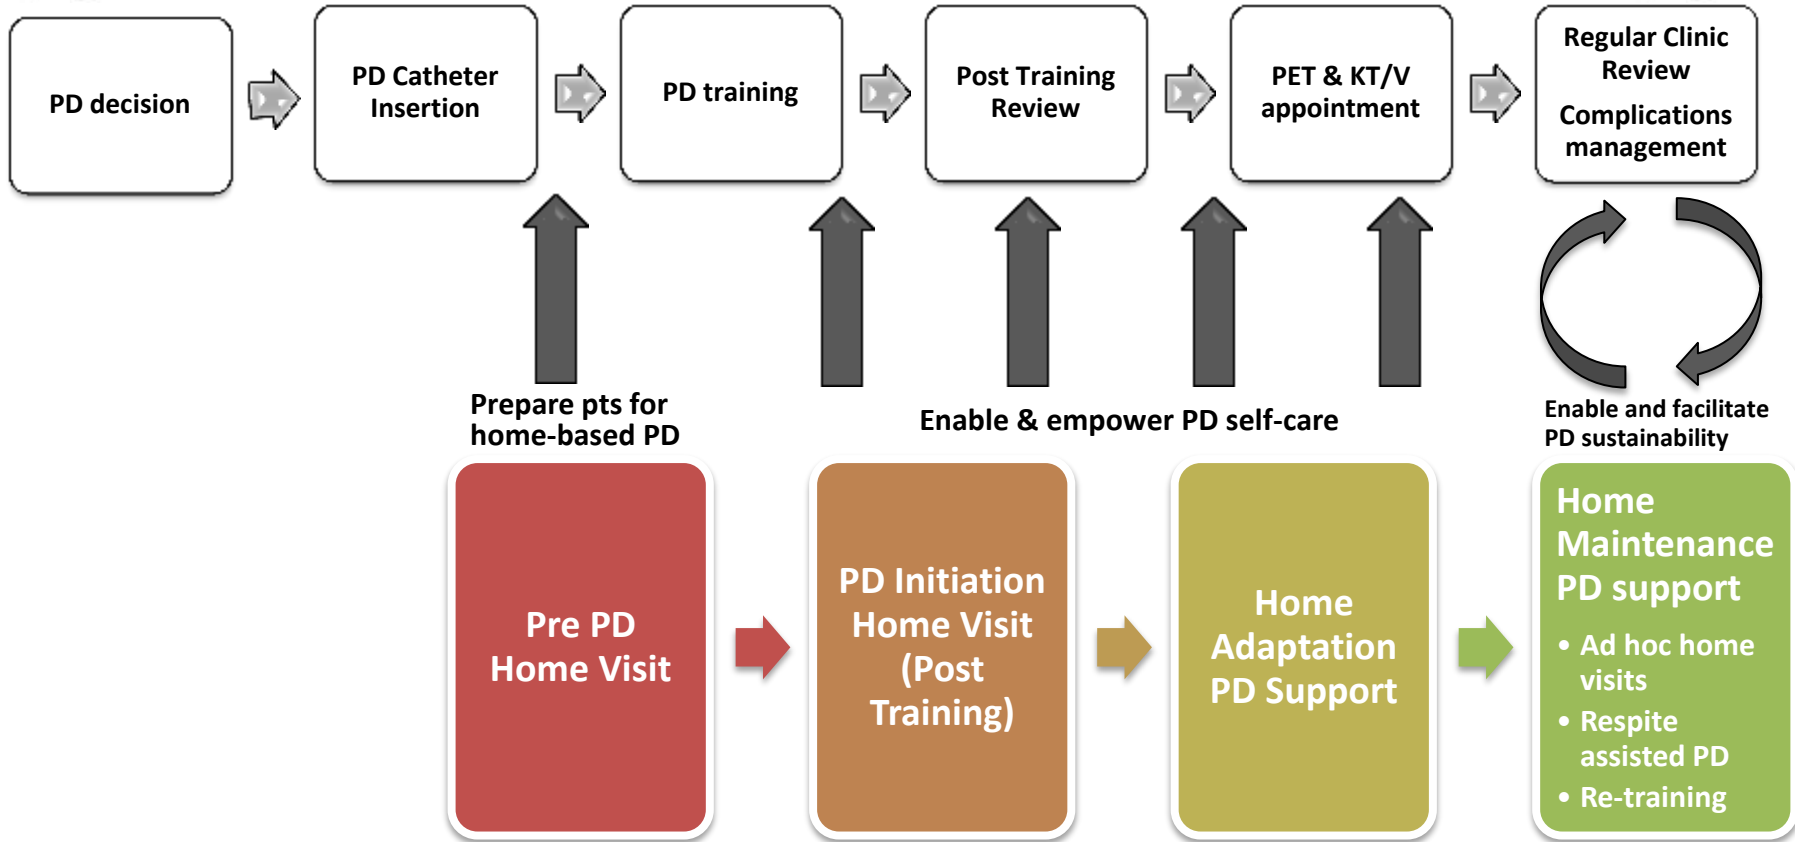 PD decision
PD Catheter
Insertion
PD training
Post Training
Review
PET & KT/V
appointment
Regular Clinic
Review
Complications
management
Prepare pts for
home-based PD
Enable & empower PD self-care
Enable and facilitate
PD sustainability
Pre PD
Home Visit
PD Initiation
Home Visit
(Post
Training)
Home
Adaptation
PD Support
Home
Maintenance
PD support
• Ad hoc home
visits
• Respite
assisted PD
• Re-training